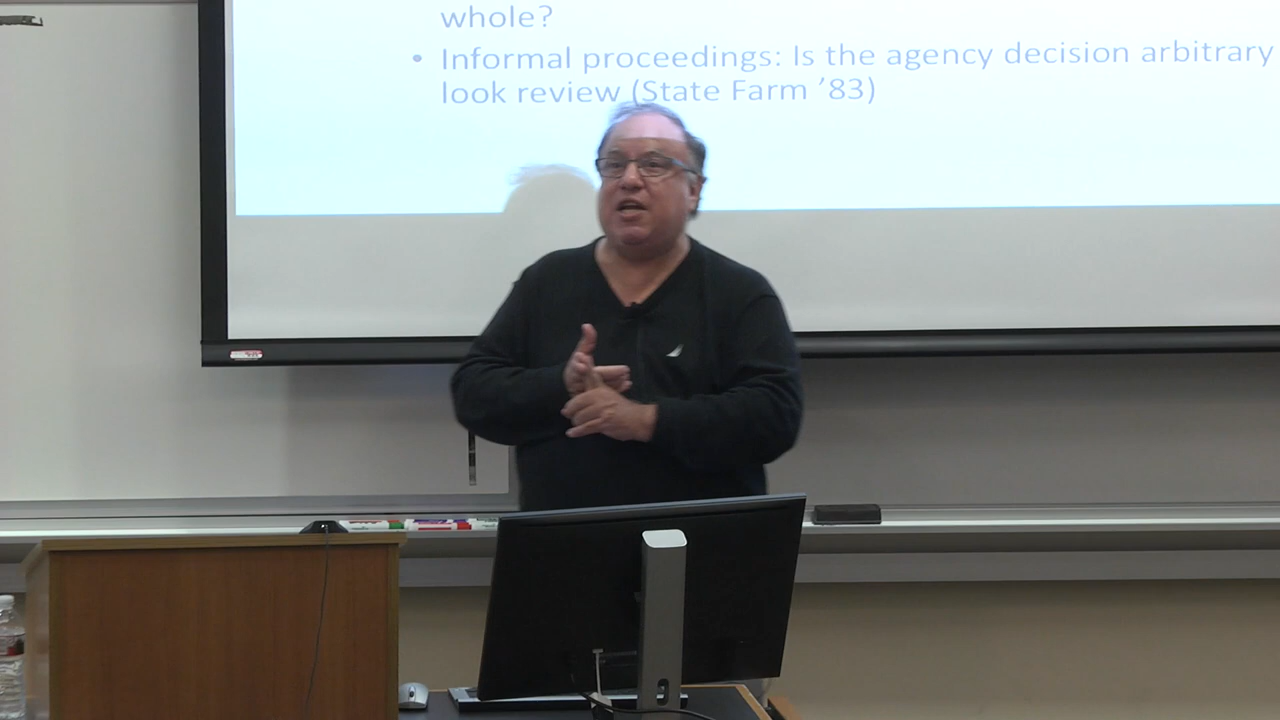 whole?
• Informal proceedings: Is the agency decision arbitrary
look review (State Farm ’83)